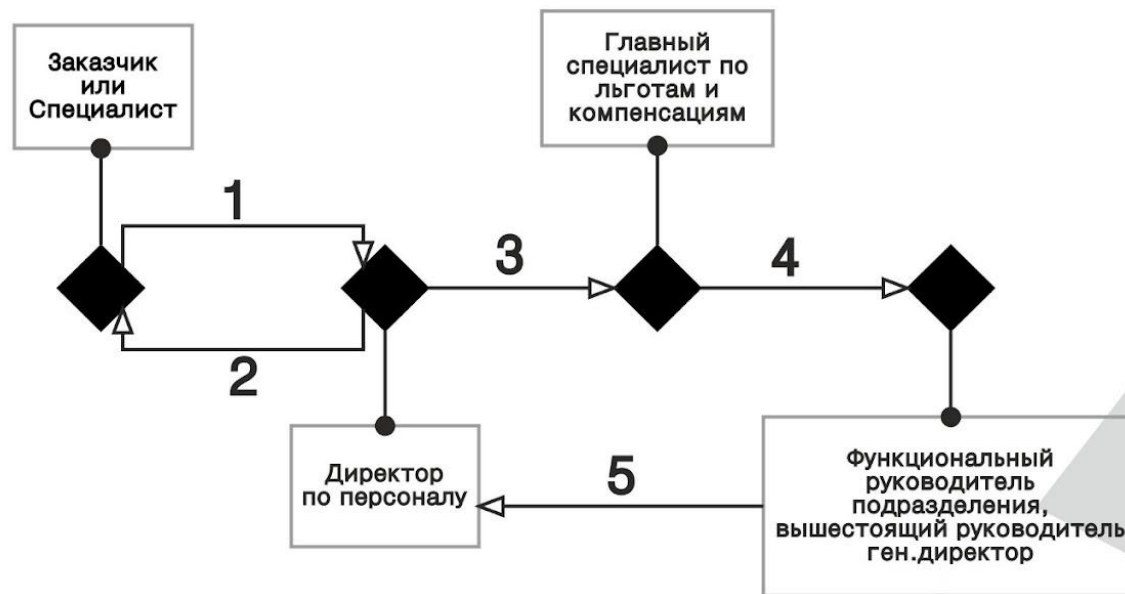 Заказчик
или
Специалист
Главный
специалист по
льготам и
компенсациям
1
3
4
2
Директор
по персоналу
5
Функциональный
руководитель
подразделения,
вышестоящий руководитель
ген.директор